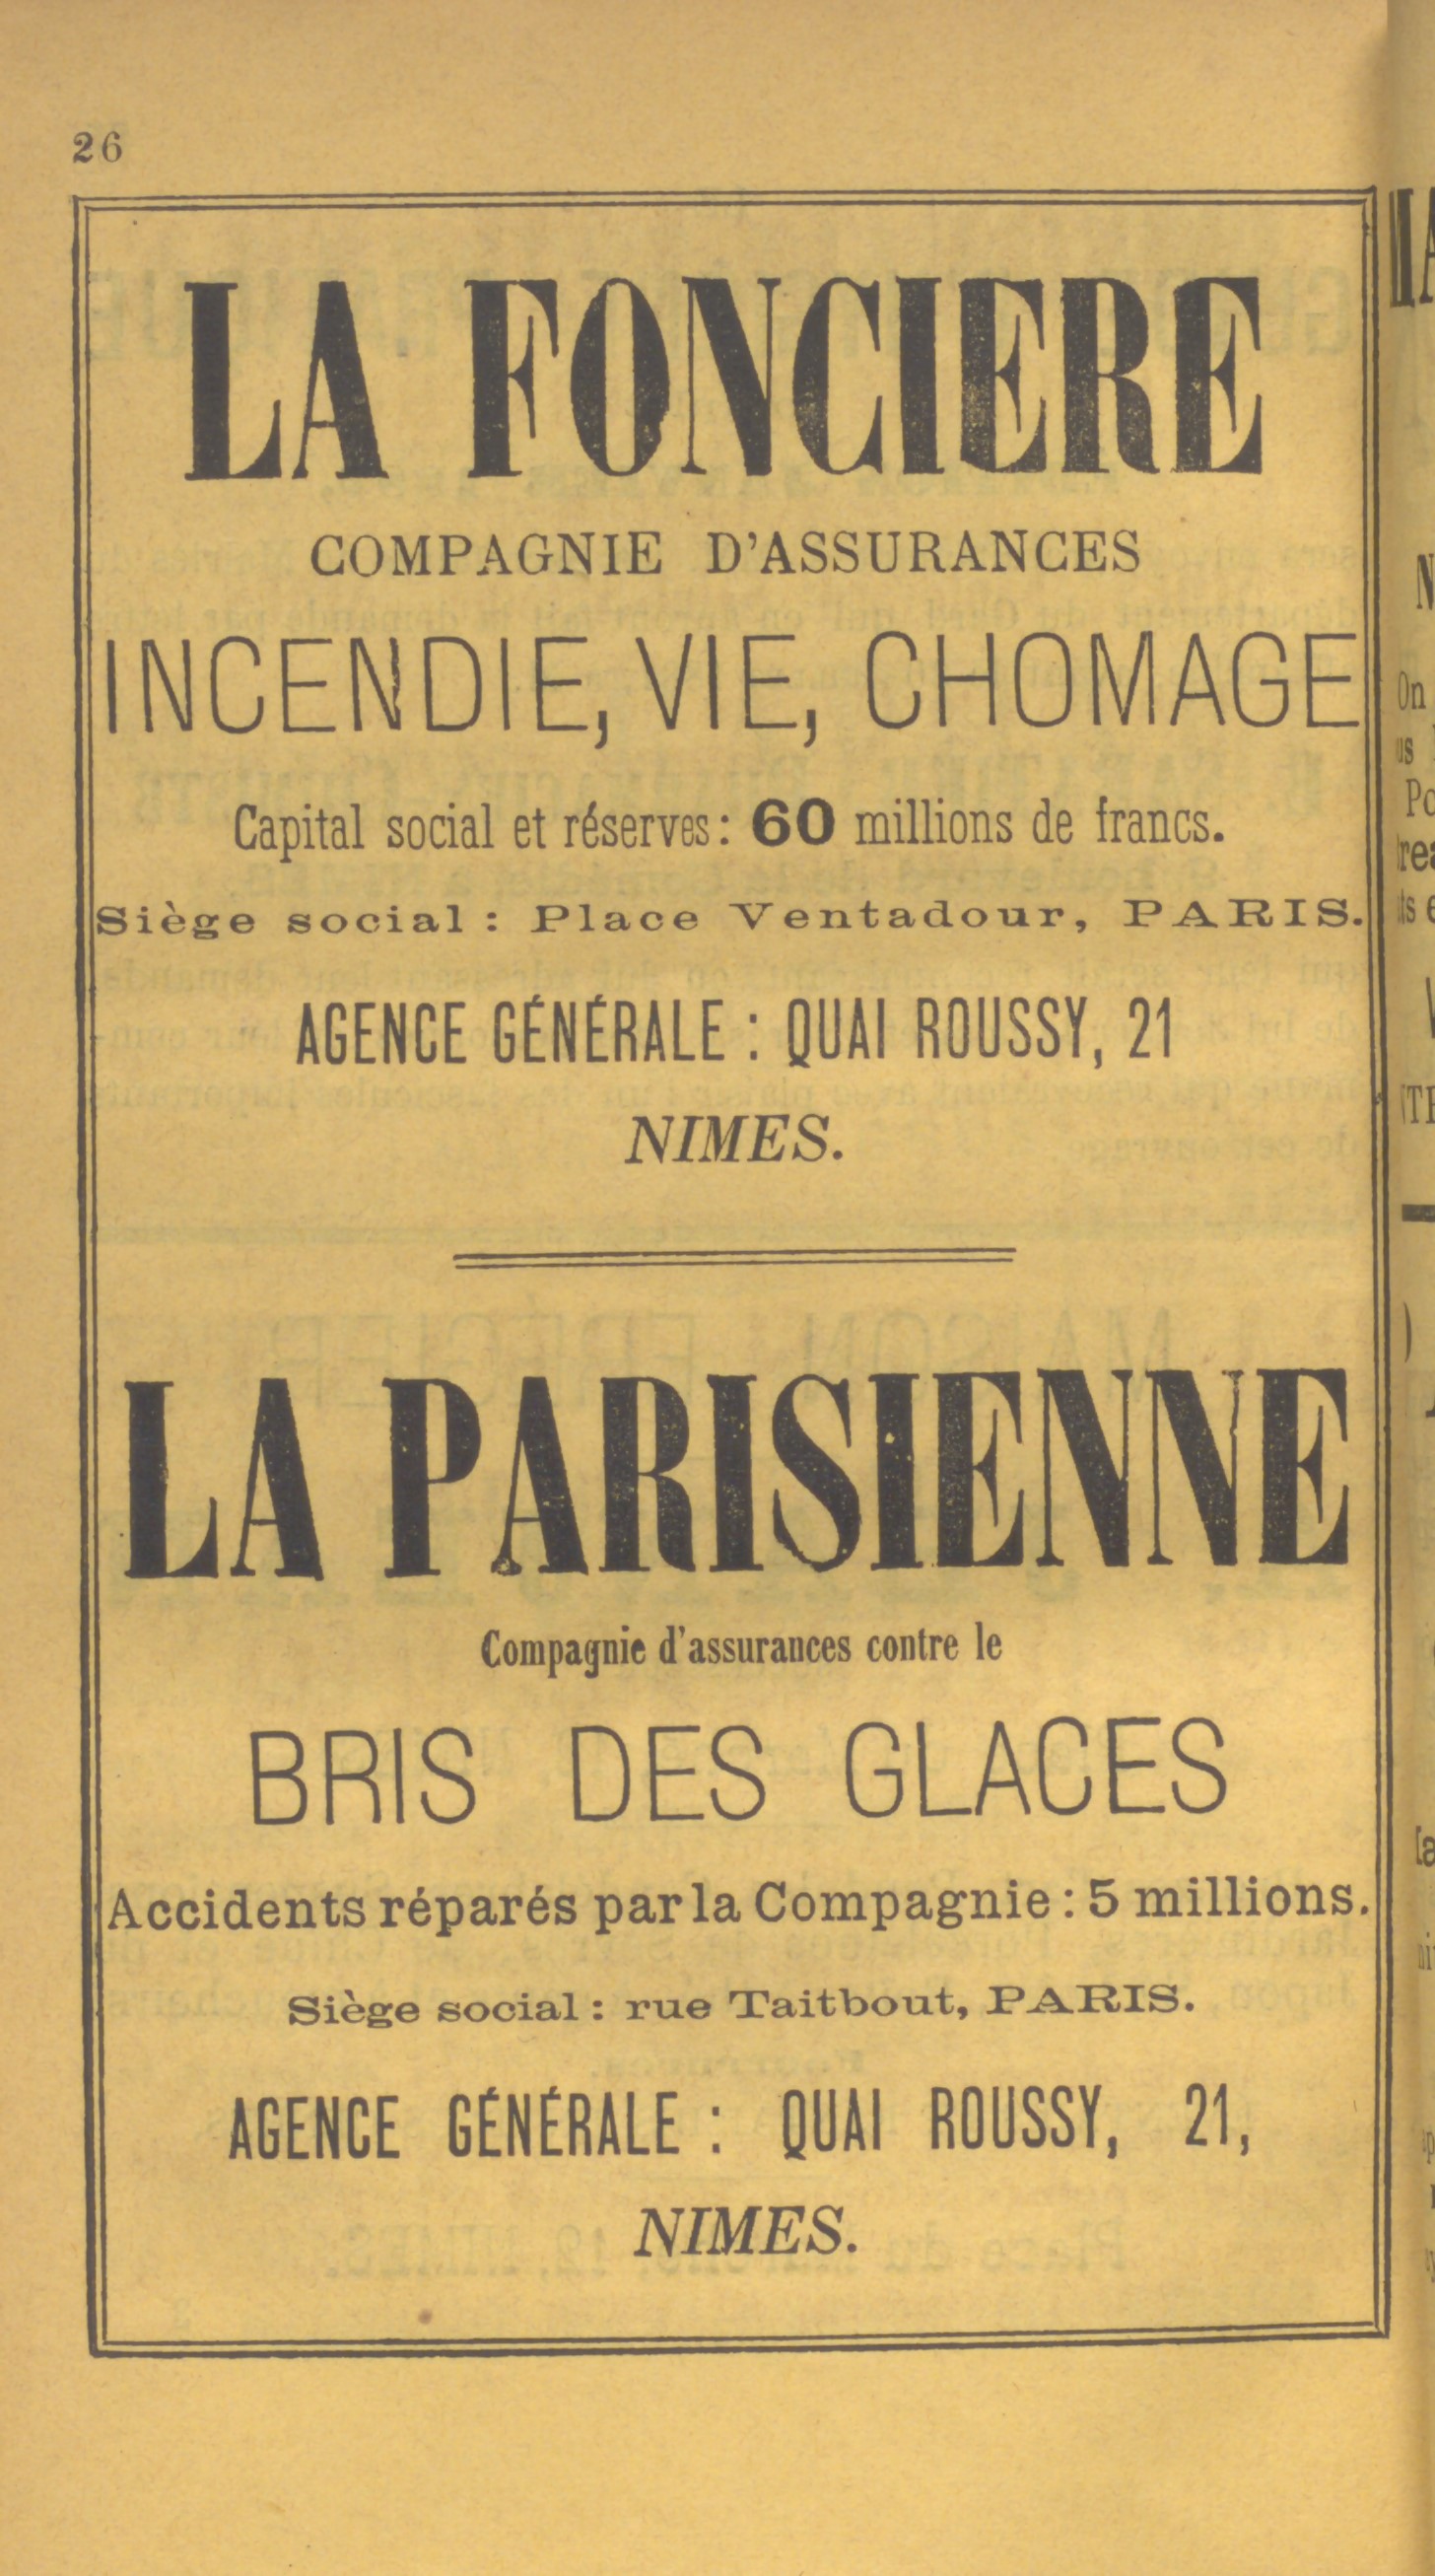 26
LA FONCIERE
COMPAGNIE D'ASSURANCES
INCENDIE, VIE, CHOMAGE
Capital social et réserves : 60 millions de francs.
Siège social : Place Ventadour, PARIS.
AGENCE GÉNÉRALE : QUAI ROUSSY, 21
NIMES.
LA PARISIENNE
Compagnie d'assurances contre le
BRIS DES GLACES
Accidents réparés par la Compagnie : 5 millions.
Siège social : rue Taitbout, PARIS.
AGENCE GÉNÉRALE : QUAI ROUSSY, 21,
NIMES.